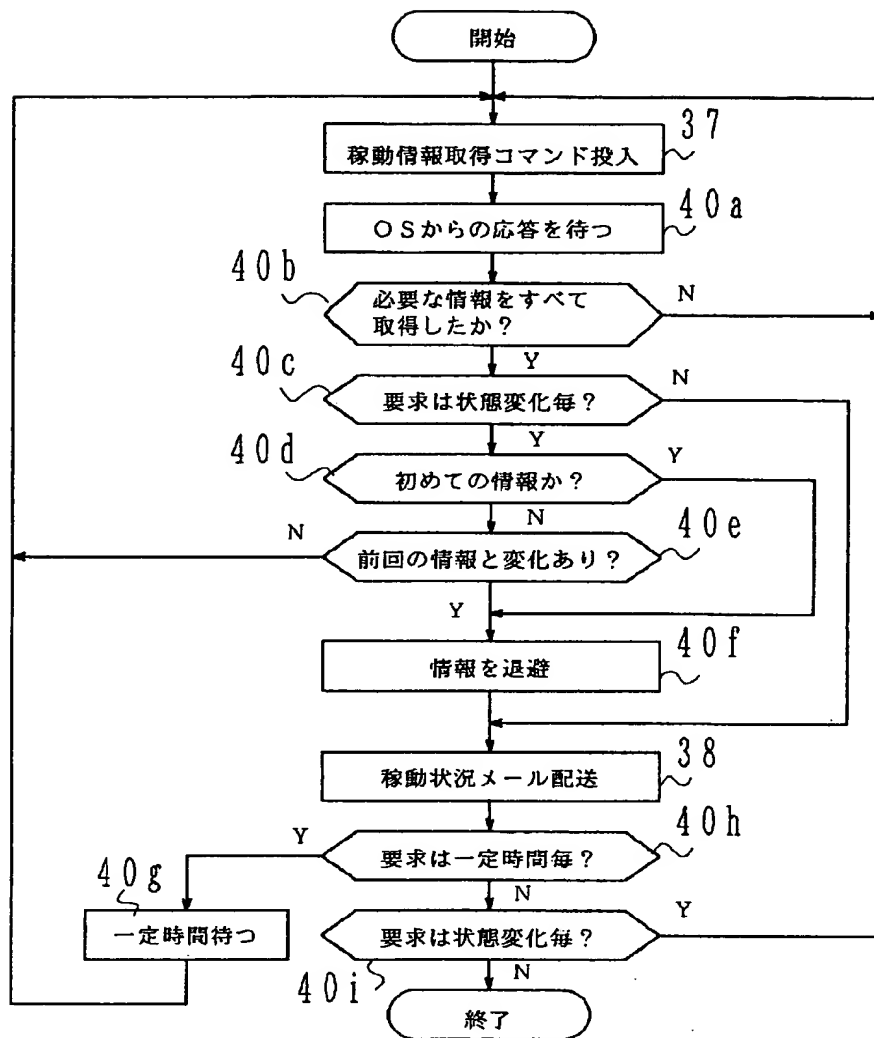 開始
37
稼動情報取得コマンド投入
40a
OSからの応答を待つ
40b
必要な情報をすべて
取得したか?
N
Y
40c
要求は状態変化毎?
N
Y
40d
初めての情報か?
Y
N
40e
前回の情報と変化あり?
N
Y
40f
情報を退避
38
稼動状況メール配送
40h
要求は一定時間毎?
Y
N
40g
一定時間待つ
要求は状態変化毎?
Y
40i
N
終了